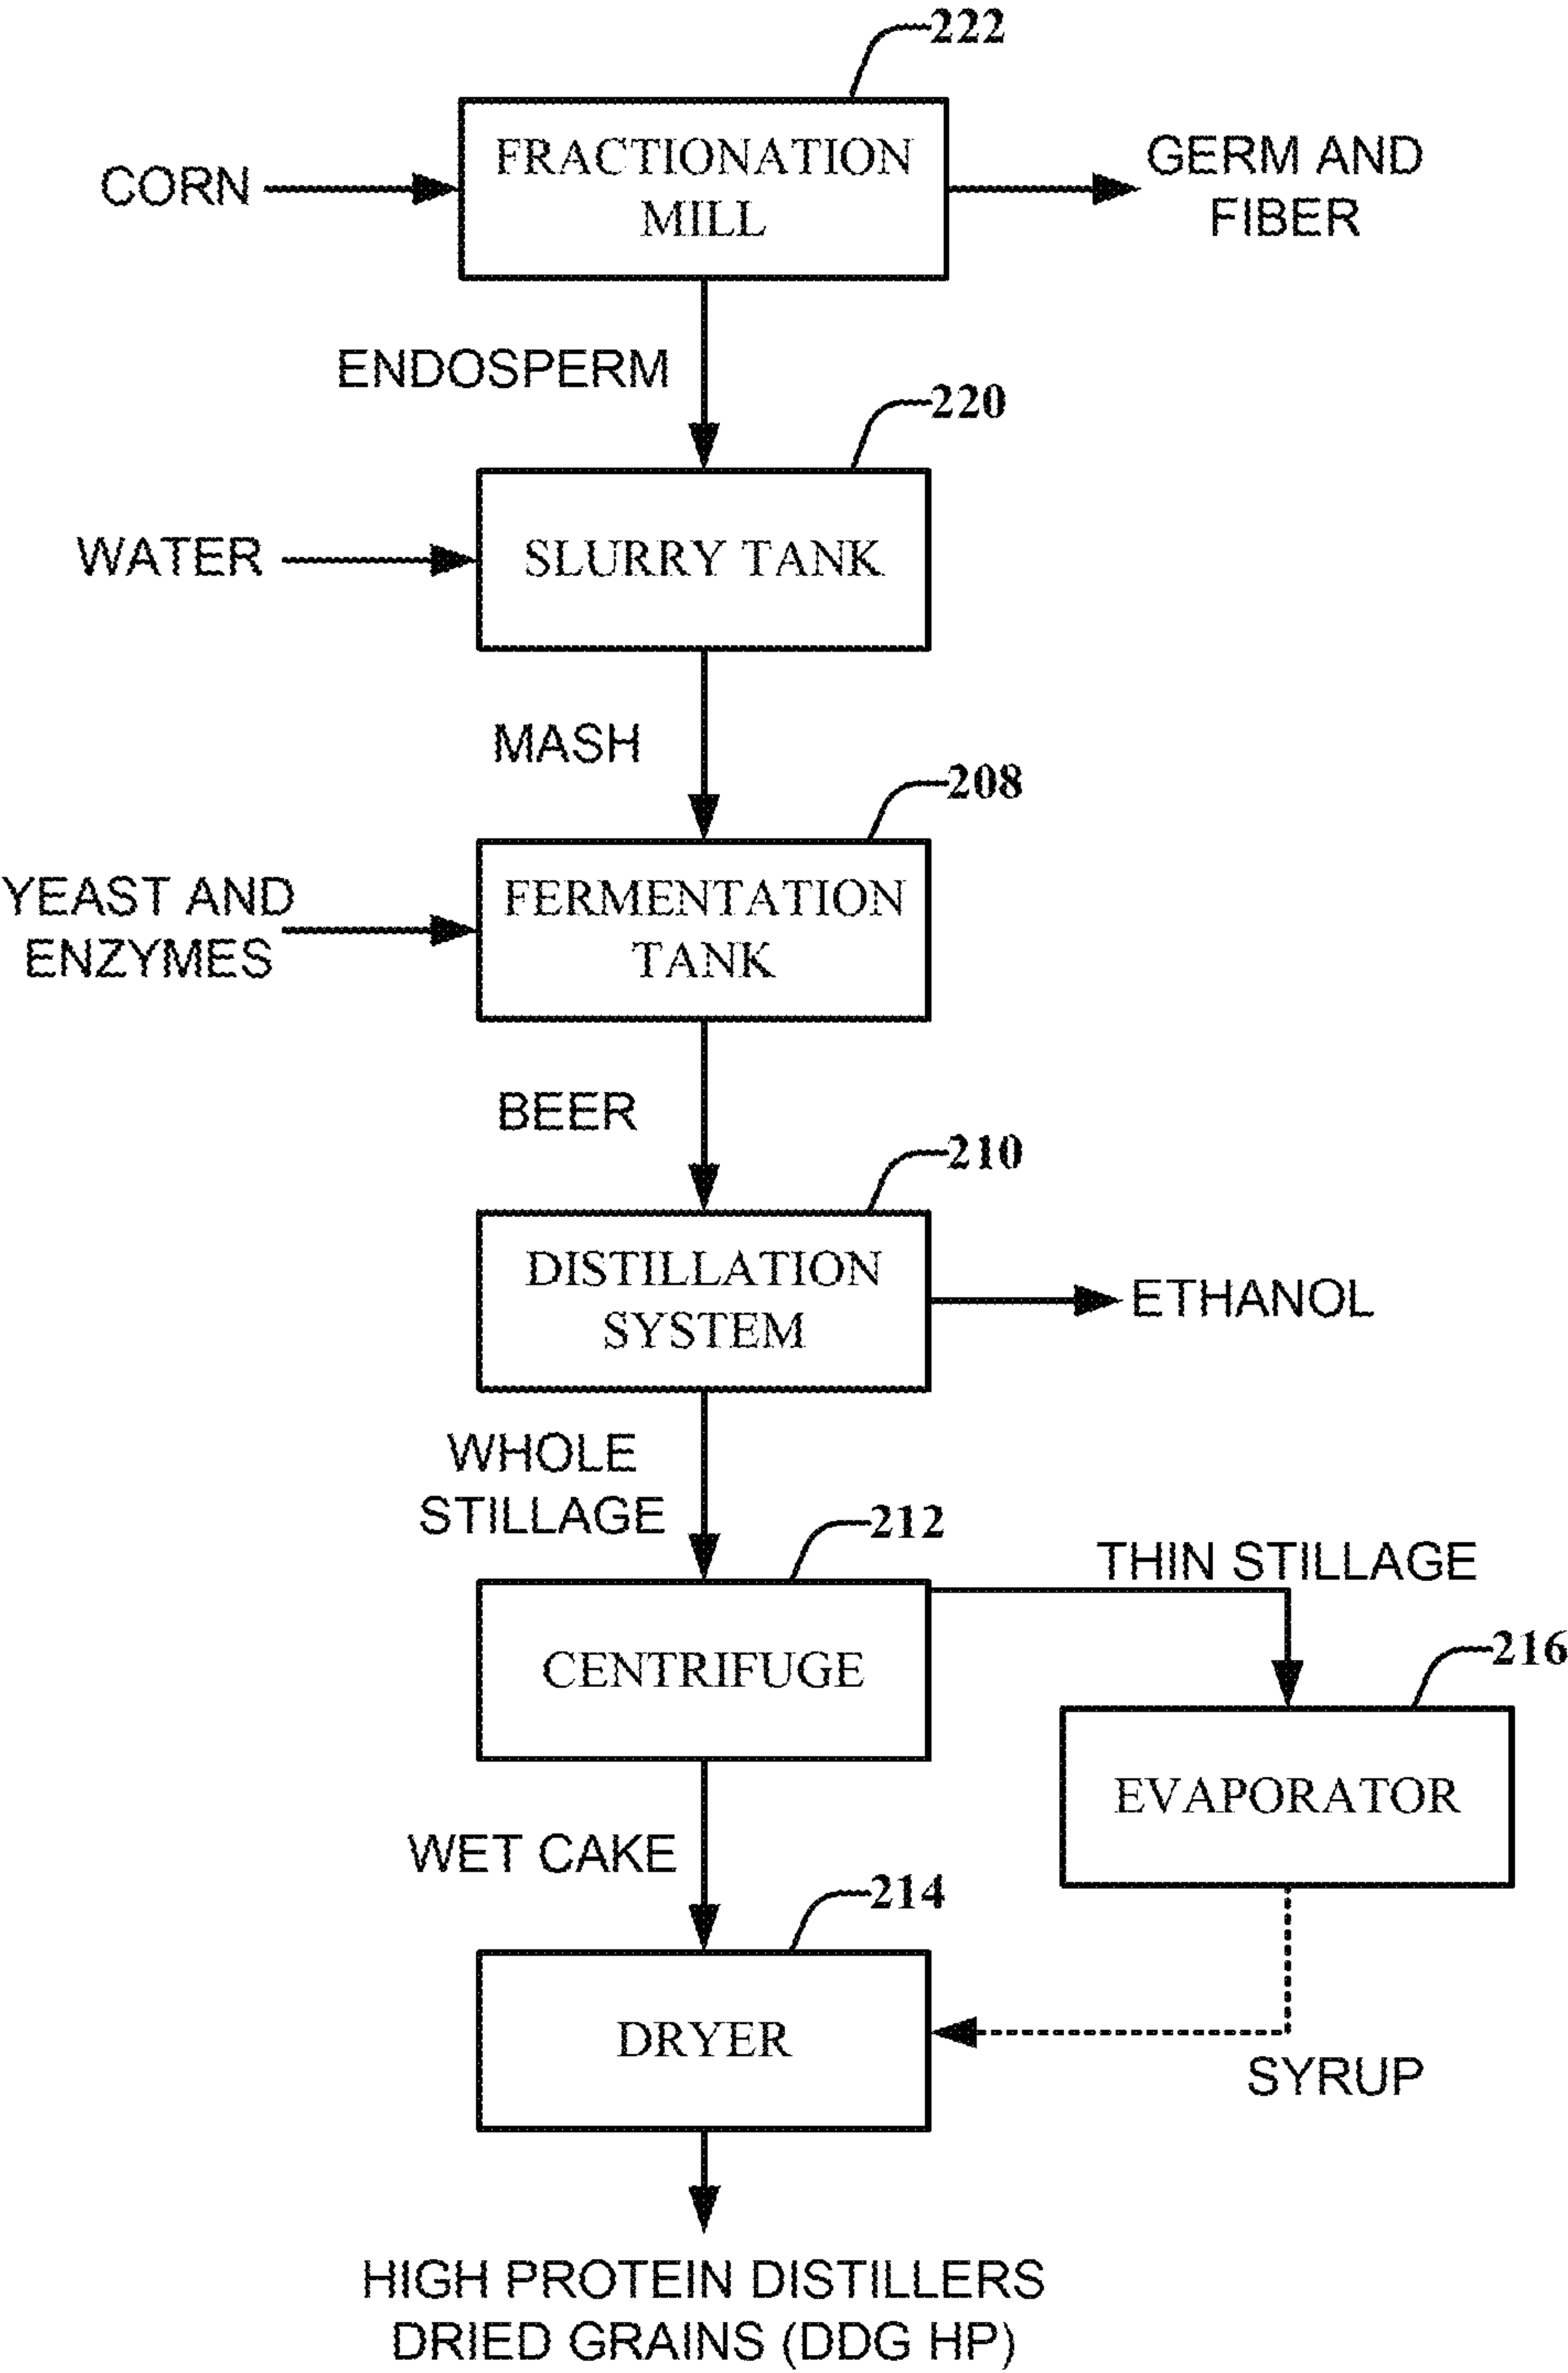 222
FRACTIONATION
MILL
CORN
GERM AND
FIBER
ENDOSPERM
220
WATER
SLURRY TANK
MASH
208
YEAST AND
ENZYMES
FERMENTATION
TANK
BEER
210
DISTILLATION
SYSTEM
ETHANOL
WHOLE
STILLAGE
212
THIN STILLAGE
CENTRIFUGE
216
EVAPORATOR
WET CAKE
214
DRYER
SYRUP
HIGH PROTEIN DISTILLERS
DRIED GRAINS (DDG HP)